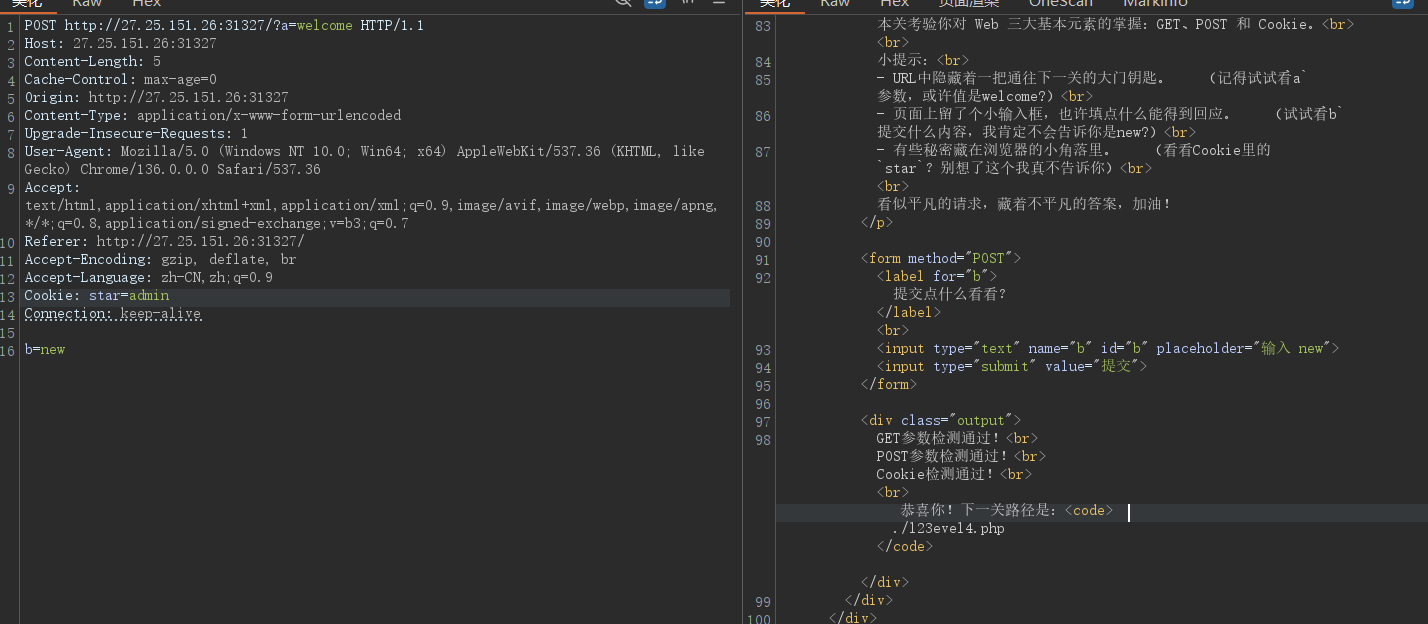 美化 Raw Hex
1 POST http://27.25.151.26:31327/?a=welcome HTTP/1.1
2 Host: 27.25.151.26:31327
3 Content-Length: 5
4 Cache-Control: max-age=0
5 Origin: http://27.25.151.26:31327
6 Content-Type: application/x-www-form-urlencoded
7 Upgrade-Insecure-Requests: 1
8 User-Agent: Mozilla/5.0 (Windows NT 10.0; Win64; x64) AppleWebKit/537.36 (KHTML, like
Gecko) Chrome/136.0.0.0 Safari/537.36
9 Accept:
text/html,application/xhtml+xml,application/xml;q=0.9,image/avif,image/webp,image/apng,
*/*;q=0.8,application/signed-exchange;v=b3;q=0.7
10 Referer: http://27.25.151.26:31327/
11 Accept-Encoding: gzip, deflate, br
12 Accept-Language: zh-CN,zh;q=0.9
13 Cookie: star=admin
14 Connection: keep-alive
15
16 b=new
美化 Raw Hex 页面渲染 OneScan MarkInfo
83 本关考验你对 Web 三大基本元素的掌握: GET、POST 和 Cookie。<br>
<br>
84 小提示: <br>
85 - URL中隐藏着一把通往下一关的大门钥匙。 (记得试试看`a`
参数, 或许值是welcome?) <br>
86 - 页面上留了个小输入框, 也许填点什么能得到回应。 (试试看`b`
提交什么内容, 我肯定不会告诉你是new?) <br>
87 - 有些秘密藏在浏览器的小角落里。 (看看Cookie里的
`star`? 别想了这个我真不告诉你) <br>
<br>
88 看似平凡的请求, 藏着不平凡的答案, 加油!
89 </p>
90
91 <form method="POST">
92 <label for="b">
提交点什么看看?
</label>
<br>
93 <input type="text" name="b" id="b" placeholder="输入 new">
94 <input type="submit" value="提交">
95 </form>
96
97 <div class="output">
98 GET参数检测通过! <br>
POST参数检测通过! <br>
Cookie检测通过! <br>
<br>
恭喜你! 下一关路径是: <code>
./l23evel4.php
</code>
</div>
99 </div>
100 </div>